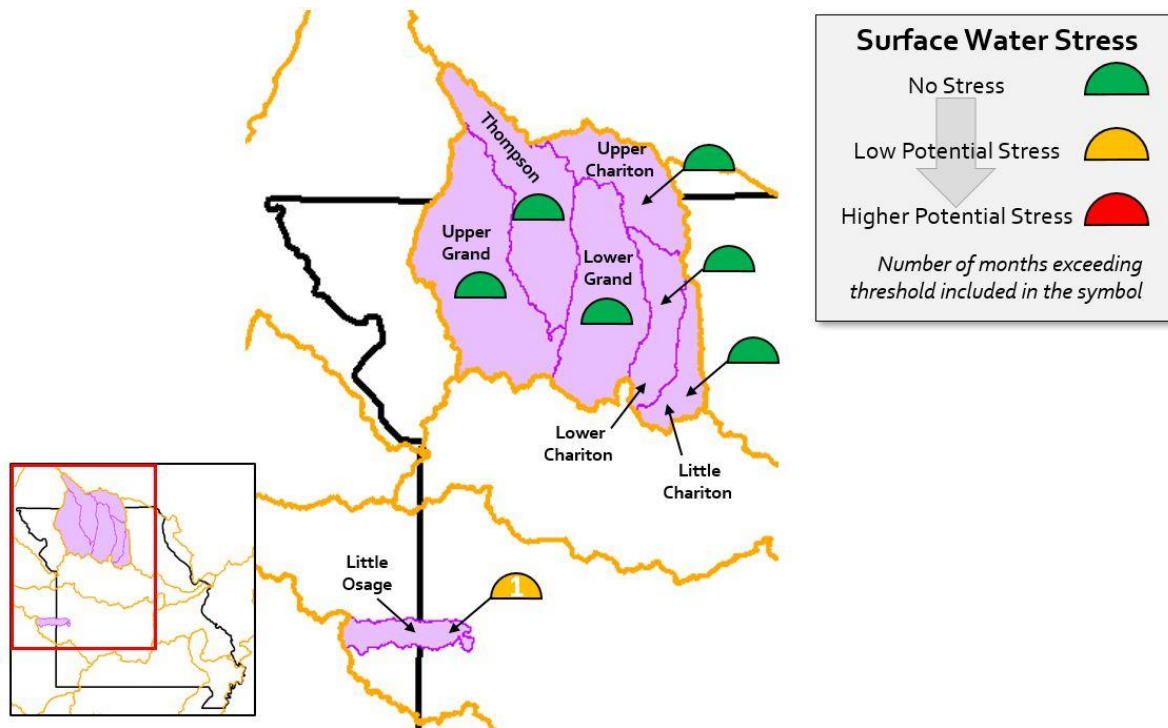 Surface Water Stress
No Stress
Low Potential Stress
Higher Potential Stress
Number of months exceeding
threshold included in the symbol
Thompson
Upper
Chariton
Upper
Grand
Lower
Grand
Lower
Chariton
Little
Chariton
Little
Osage
1